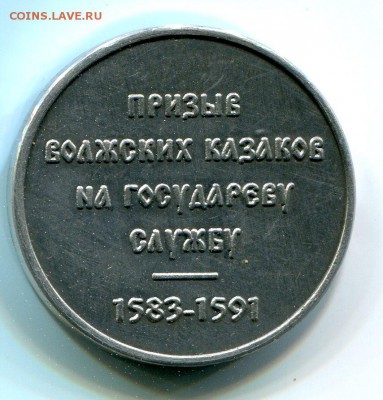 COINS.LAVE.RU
ПРИЗЫВ
ВОЛЖСКИХ КАЗАКОВ
НА ГОСУДАРЕВУ
СЛУЖБУ
1583-1591